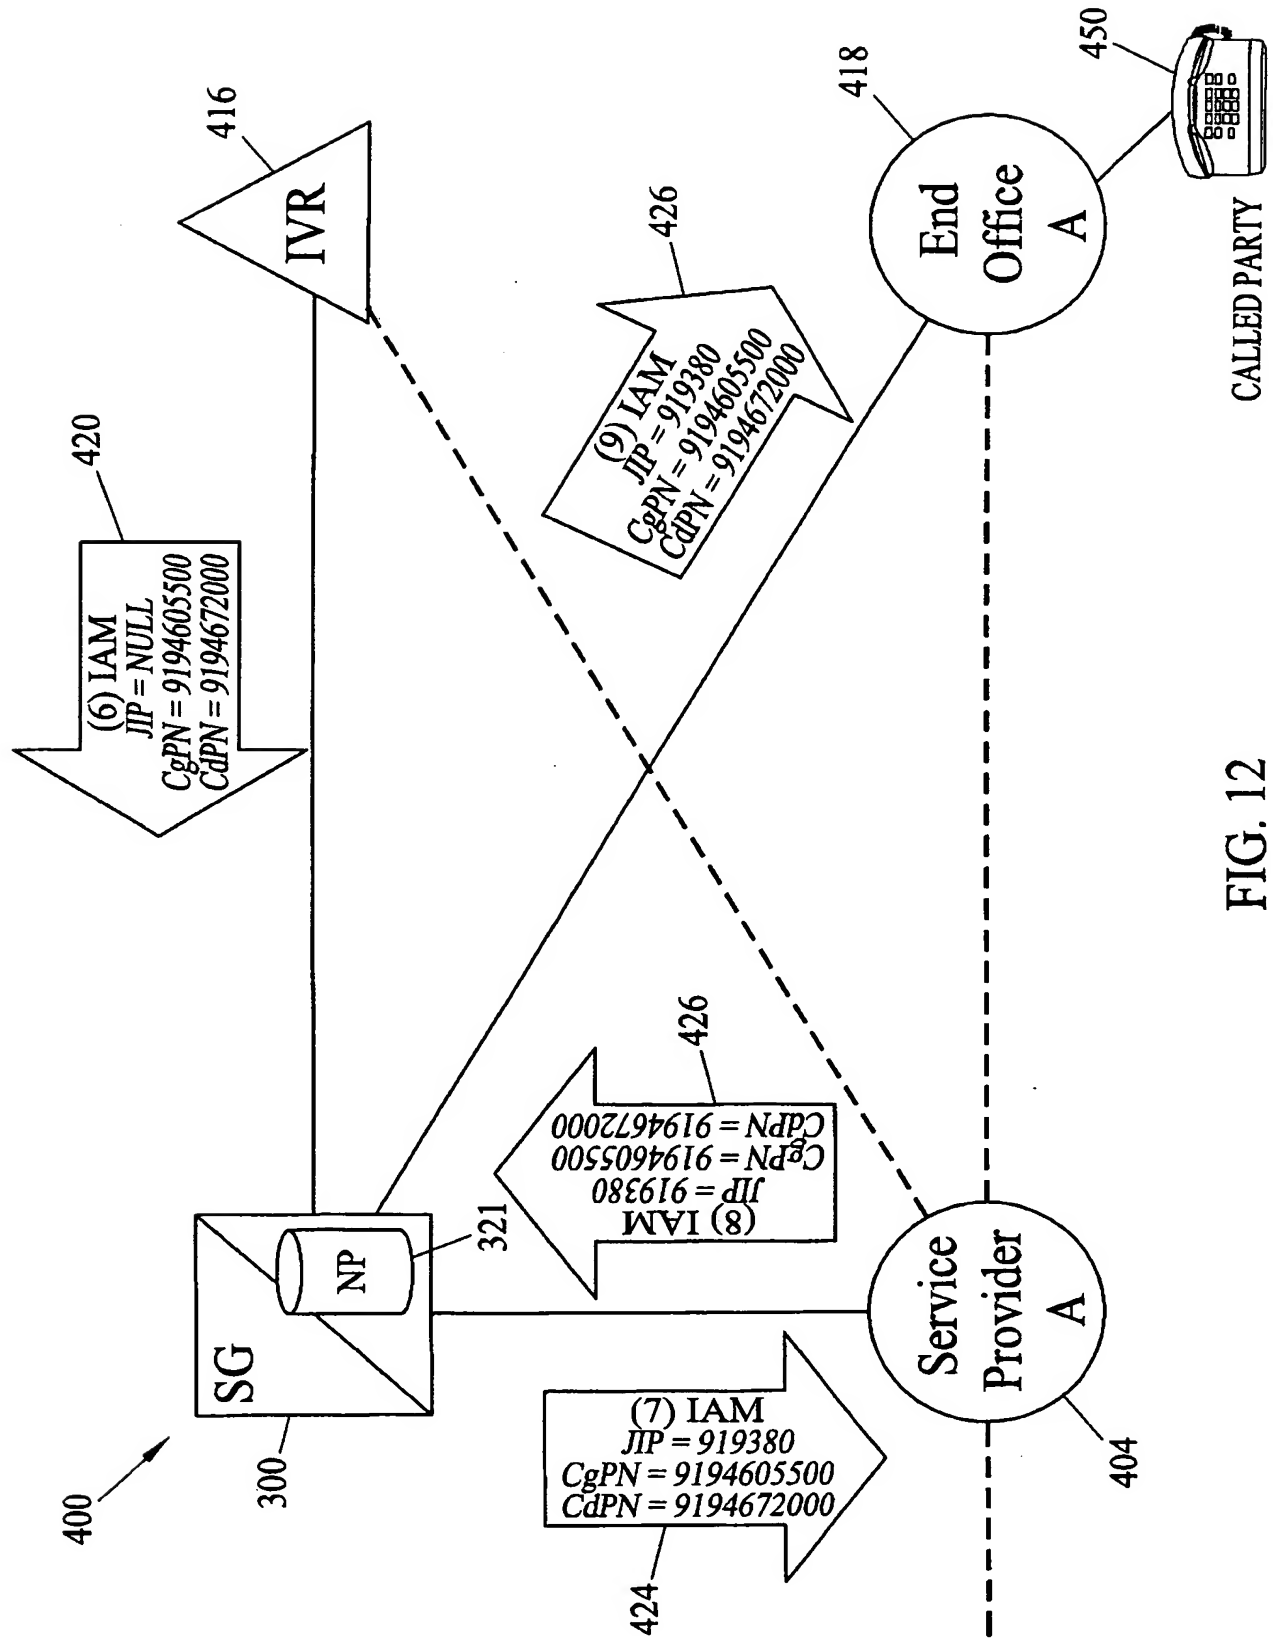 400
300
SG
NP
321
420
(6) IAM
JIP = NULL
CgPN = 9194605500
CdPN = 9194672000
416
IVR
424
(7) IAM
JIP = 919380
CgPN = 9194605500
CdPN = 9194672000
426
(8) IAM
JIP = 919380
CgPN = 9194605500
CdPN = 9194672000
426
(9) IAM
JIP = 919380
CgPN = 9194605500
CdPN = 9194672000
404
Service
Provider
A
418
End
Office
A
450
CALLED PARTY
FIG. 12